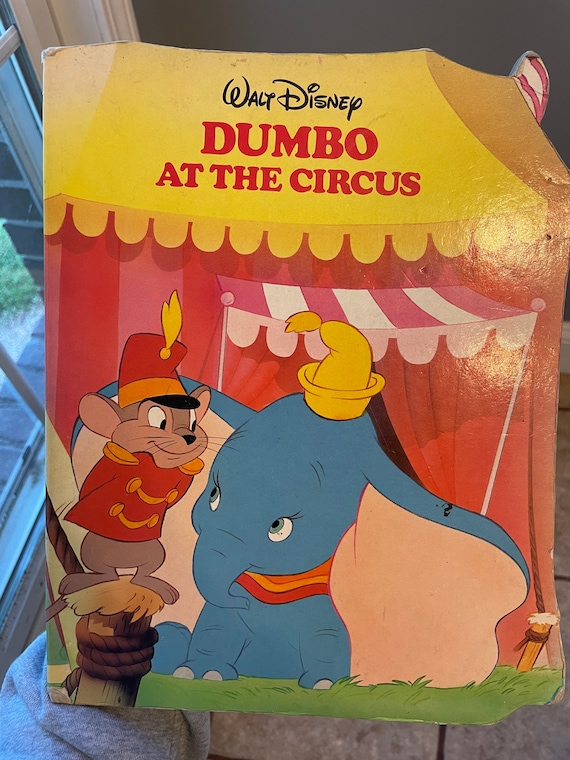 Walt Disney
DUMBO
AT THE CIRCUS